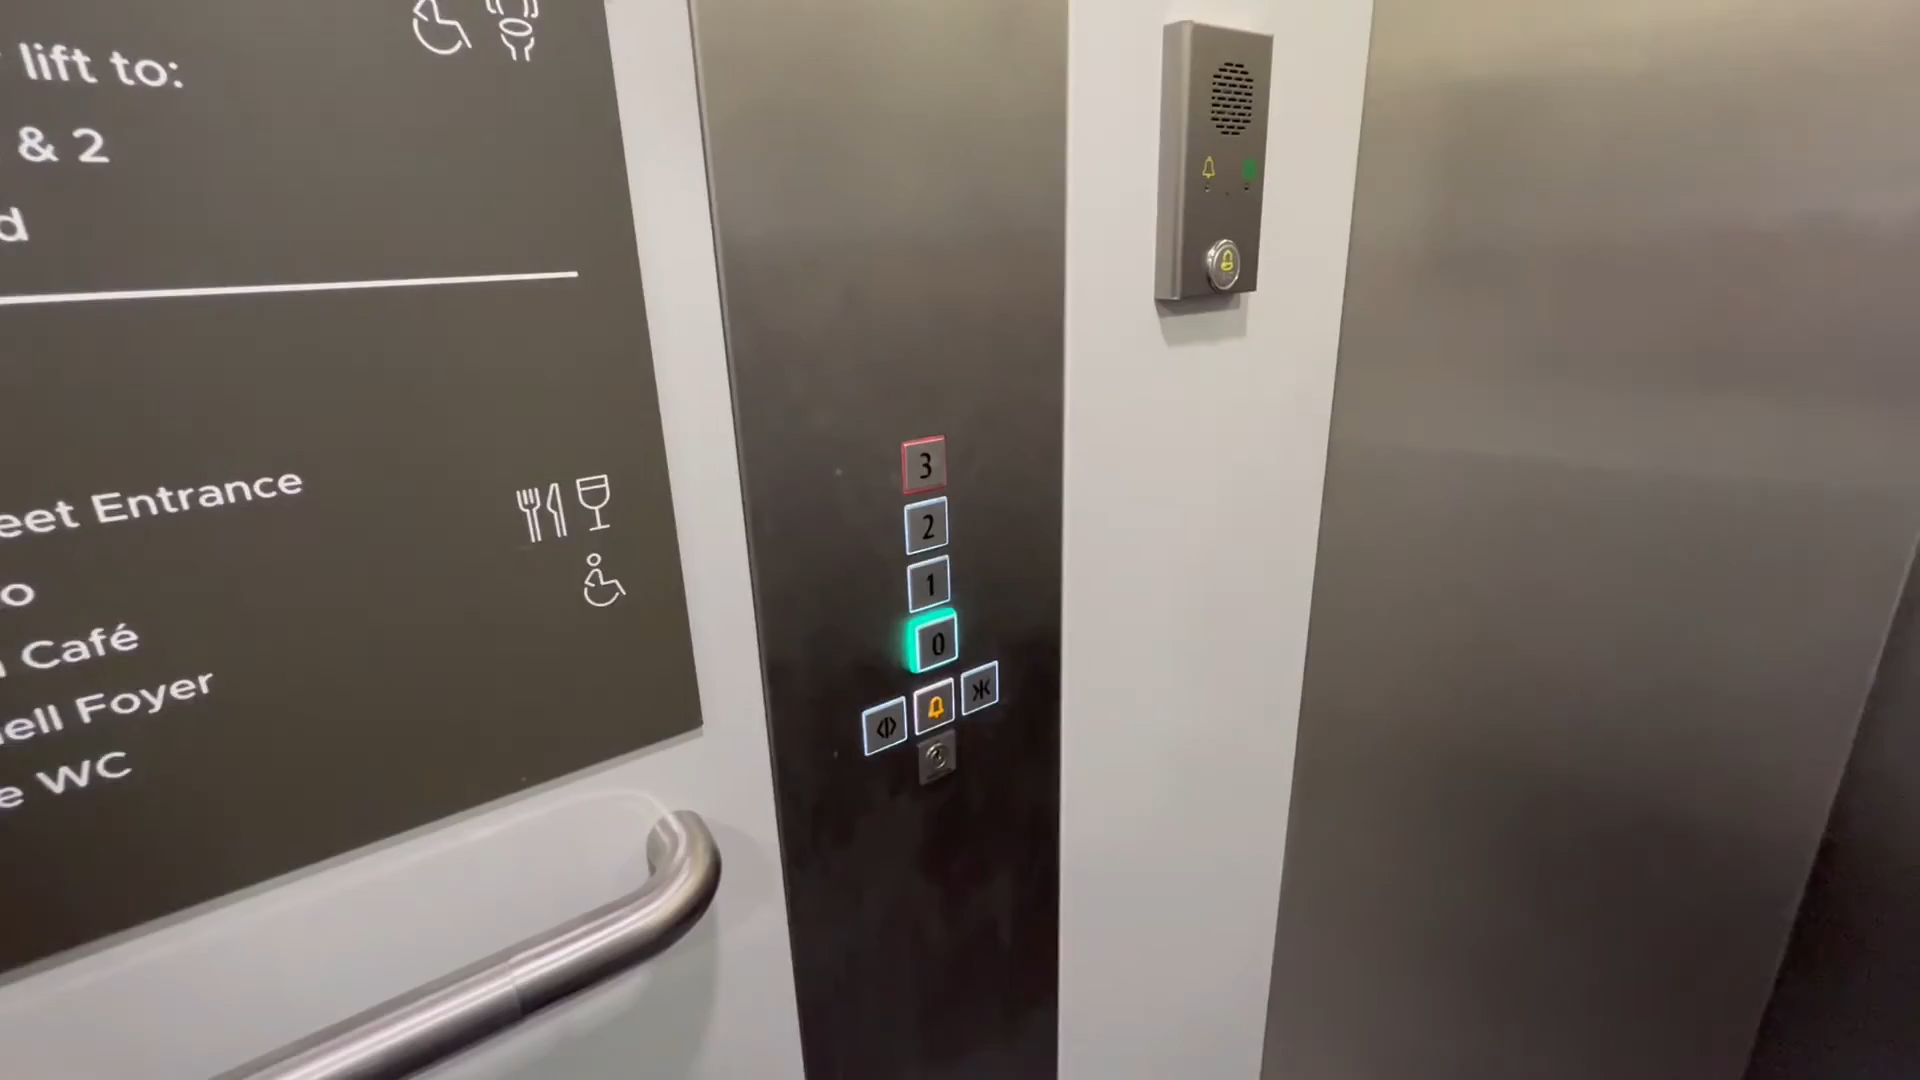 lift to:
& 2
d
eet Entrance
o
Café
ell Foyer
e WC
3
2
1
0